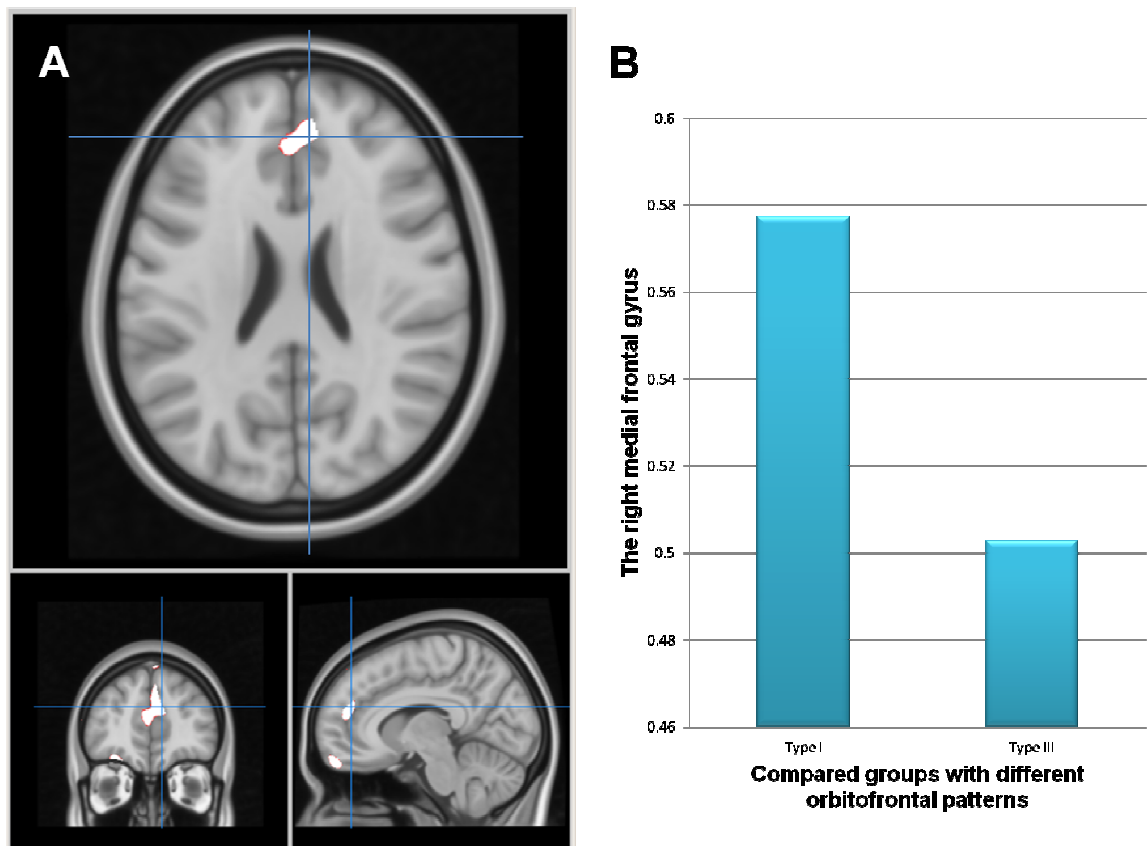 A
B
0.6
0.58
0.56
0.54
0.52
0.5
0.48
0.46
The right medial frontal gyrus
Type I
Type III
Compared groups with different
orbitofrontal patterns